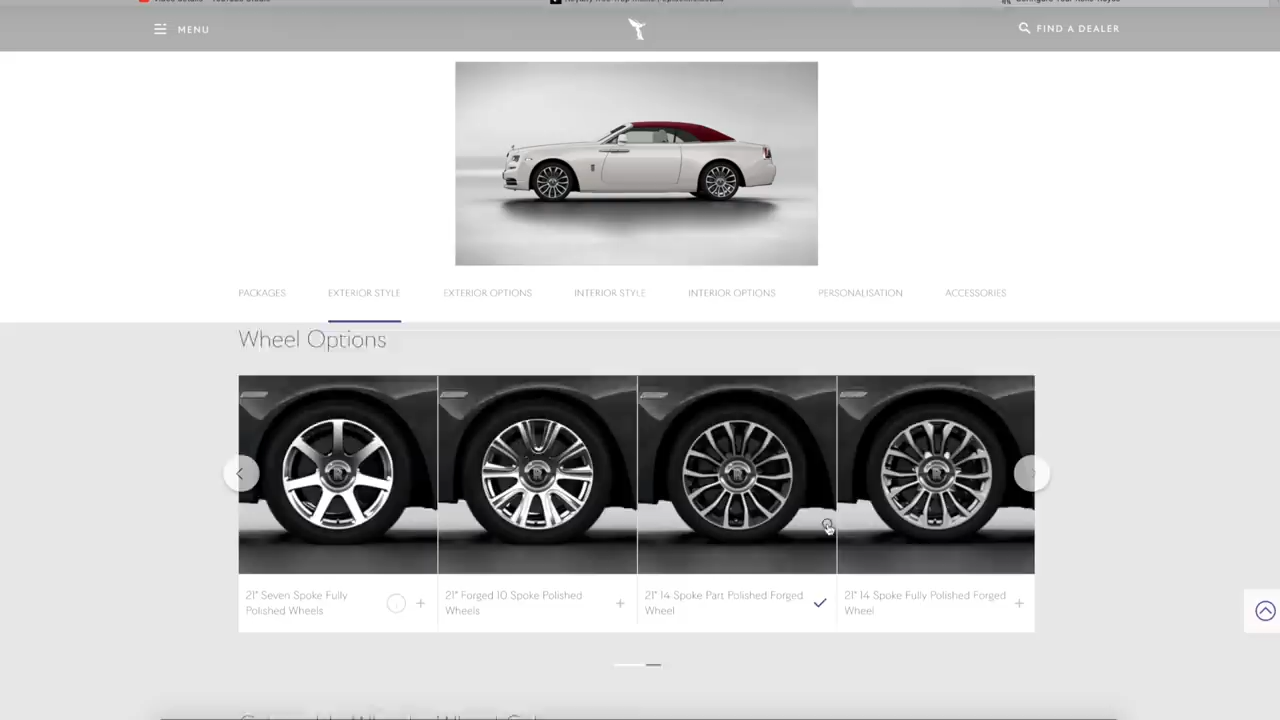 MENU
FIND A DEALER
PACKAGES
EXTERIOR STYLE
EXTERIOR OPTIONS
INTERIOR STYLE
INTERIOR OPTIONS
PERSONALISATION
ACCESSORIES
Wheel Options
21" Seven Spoke Fully
Polished Wheels
21" Forged 10 Spoke Polished
Wheels
21" 14 Spoke Part Polished Forged
Wheel
21" 14 Spoke Fully Polished Forged
Wheel